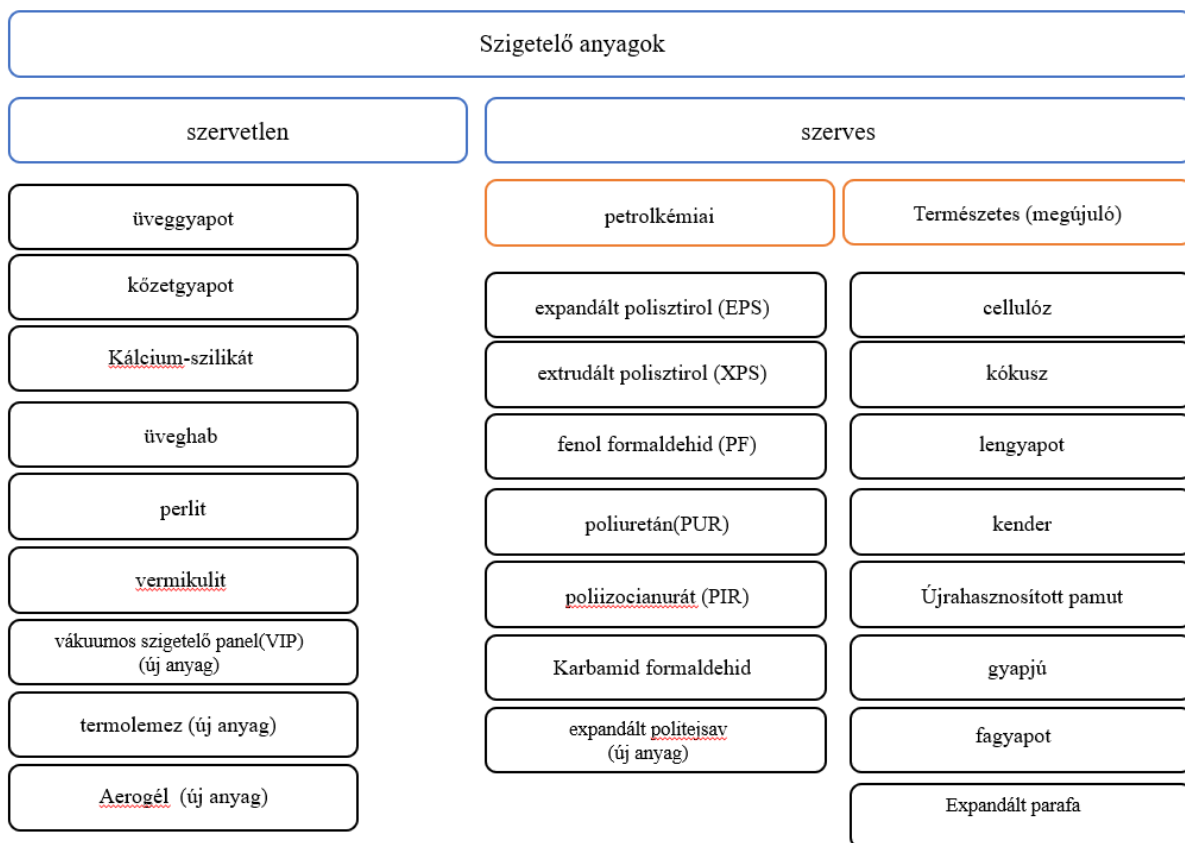 Szigetelő anyagok
szervetlen
szerves
petrolkémiai
Természetes (megújuló)
üveggyapot
kőzetgyapot
Kálcium-szilikát
üveghab
perlit
vermikulit
vákuumos szigetelő panel(VIP)
(új anyag)
termolemez (új anyag)
Aerogél (új anyag)
expandált polisztirol (EPS)
extrudált polisztirol (XPS)
fenol formaldehid (PF)
poliuretán(PUR)
poliizocianurát (PIR)
Karbamid formaldehid
expandált politejsav
(új anyag)
cellulóz
kókusz
lengyapot
kender
Újrahasznosított pamut
gyapjú
fagyapot
Expandált parafa